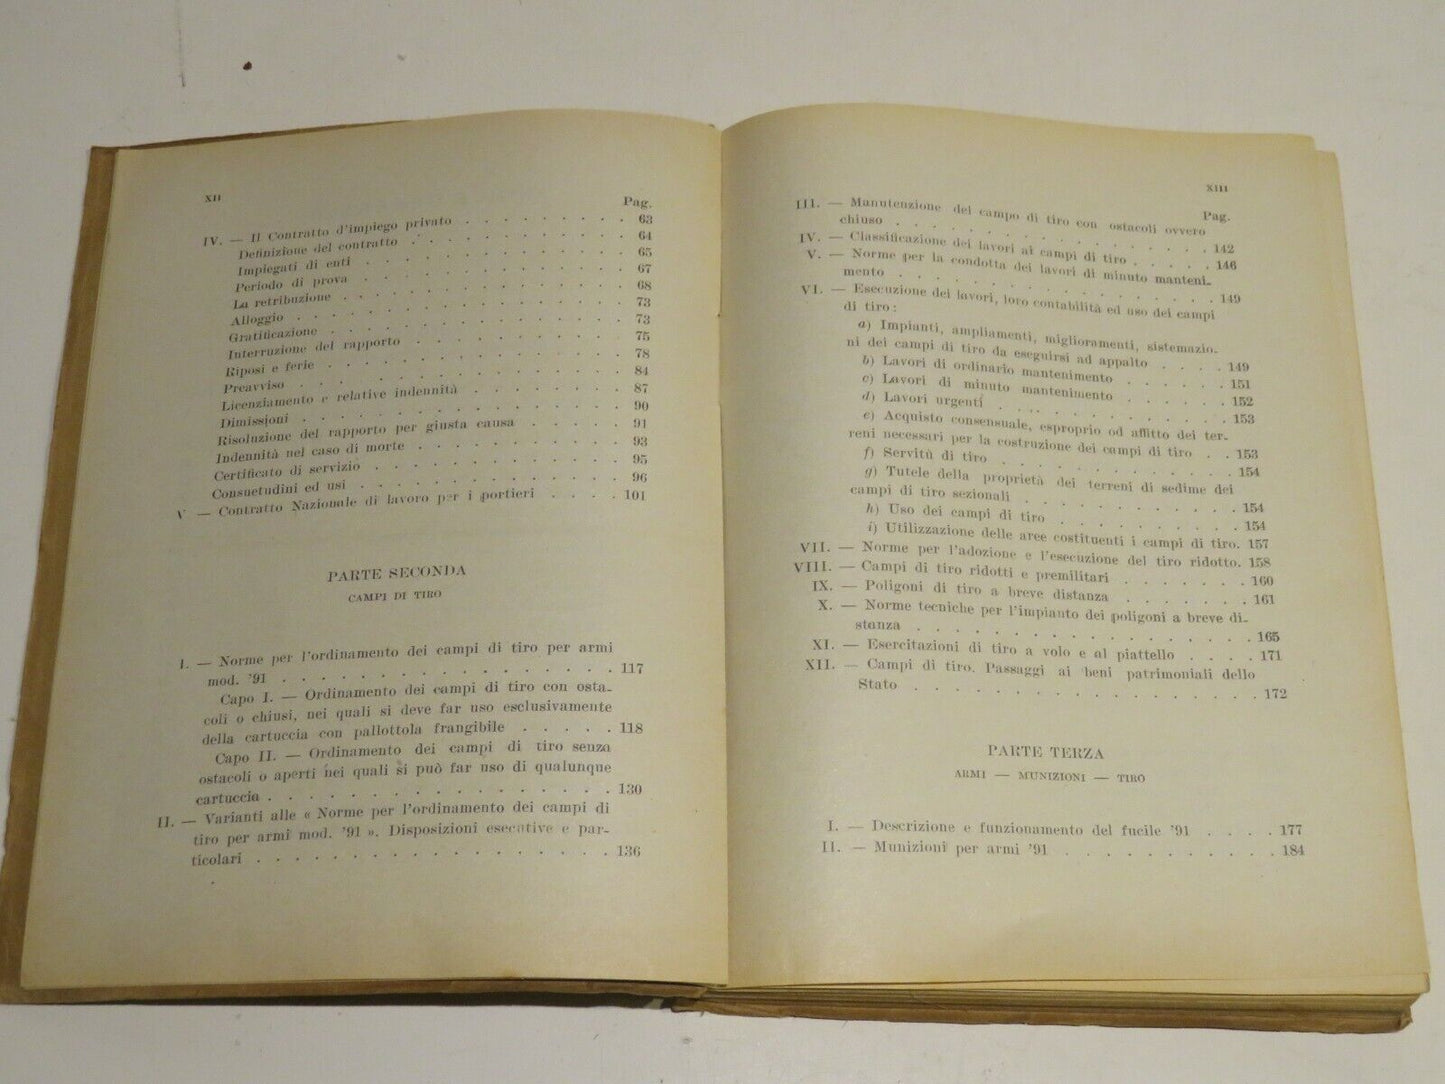 XII
Pag.
IV. — Il Contratto d'impiego privato . . . . . . . . . 63
Definizione del contratto . . . . . . . . . . . 64
Impiegati di enti . . . . . . . . . . . . . 65
Periodo di prova . . . . . . . . . . . . . 67
La retribuzione . . . . . . . . . . . . . . 68
Alloggio . . . . . . . . . . . . . . . . 73
Gratificazione . . . . . . . . . . . . . . 73
Interruzione del rapporto . . . . . . . . . . . 75
Riposi e ferie . . . . . . . . . . . . . . 78
Preavviso . . . . . . . . . . . . . . . 84
Licenziamento e relative indennità . . . . . . . . 87
Dimissioni . . . . . . . . . . . . . . . 90
Risoluzione del rapporto per giusta causa . . . . . . 91
Indennità nel caso di morte . . . . . . . . . . 93
Certificato di servizio . . . . . . . . . . . . 95
Consuetudini ed usi . . . . . . . . . . . . 96
V — Contratto Nazionale di lavoro per i portieri . . . . 101
PARTE SECONDA
CAMPI DI TIRO
I. — Norme per l'ordinamento dei campi di tiro per armi
mod. '91 . . . . . . . . . . . . . . . 117
Capo I. — Ordinamento dei campi di tiro con osta-
coli o chiusi, nei quali si deve far uso esclusivamente
della cartuccia con pallottola frangibile . . . . . 118
Capo II. — Ordinamento dei campi di tiro senza
ostacoli o aperti nei quali si può far uso di qualunque
cartuccia . . . . . . . . . . . . . . . . 130
II. — Varianti alle « Norme per l'ordinamento dei campi di
tiro per armi mod. '91 ». Disposizioni esecutive e par-
ticolari . . . . . . . . . . . . . . . . 136
XIII
Pag.
III. — Manutenzione del campo di tiro con ostacoli ovvero
chiuso . . . . . . . . . . . . . . . . 142
IV. — Classificazione dei lavori ai campi di tiro . . . . . 146
V. — Norme per la condotta dei lavori di minuto manteni-
mento . . . . . . . . . . . . . . . . 149
VI. — Esecuzione dei lavori, loro contabilità ed uso dei campi
di tiro :
a) Impianti, ampliamenti, miglioramenti, sistemazio-
ni dei campi di tiro da eseguirsi ad appalto . . . . 149
b) Lavori di ordinario mantenimento . . . . . . 151
c) Lavori di minuto mantenimento . . . . . . 152
d) Lavori urgenti . . . . . . . . . . . . 153
e) Acquisto consensuale, esproprio od affitto dei ter-
reni necessari per la costruzione dei campi di tiro . . 153
f) Servitù di tiro . . . . . . . . . . . . 154
g) Tutele della proprietà dei terreni di sedime dei
campi di tiro sezionali . . . . . . . . . . . 154
h) Uso dei campi di tiro . . . . . . . . . . 154
i) Utilizzazione delle aree costituenti i campi di tiro. 157
VII. — Norme per l'adozione e l'esecuzione del tiro ridotto. 158
VIII. — Campi di tiro ridotti e premilitari . . . . . . . 160
IX. — Poligoni di tiro a breve distanza . . . . . . . 161
X. — Norme tecniche per l'impianto dei poligoni a breve di-
stanza . . . . . . . . . . . . . . . . 165
XI. — Esercitazioni di tiro a volo e al piattello . . . . 171
XII. — Campi di tiro. Passaggi ai beni patrimoniali dello
Stato . . . . . . . . . . . . . . . . 172
PARTE TERZA
ARMI — MUNIZIONI — TIRO
I. — Descrizione e funzionamento del fucile '91 . . . . 177
II. — Munizioni per armi '91 . . . . . . . . . . . 184